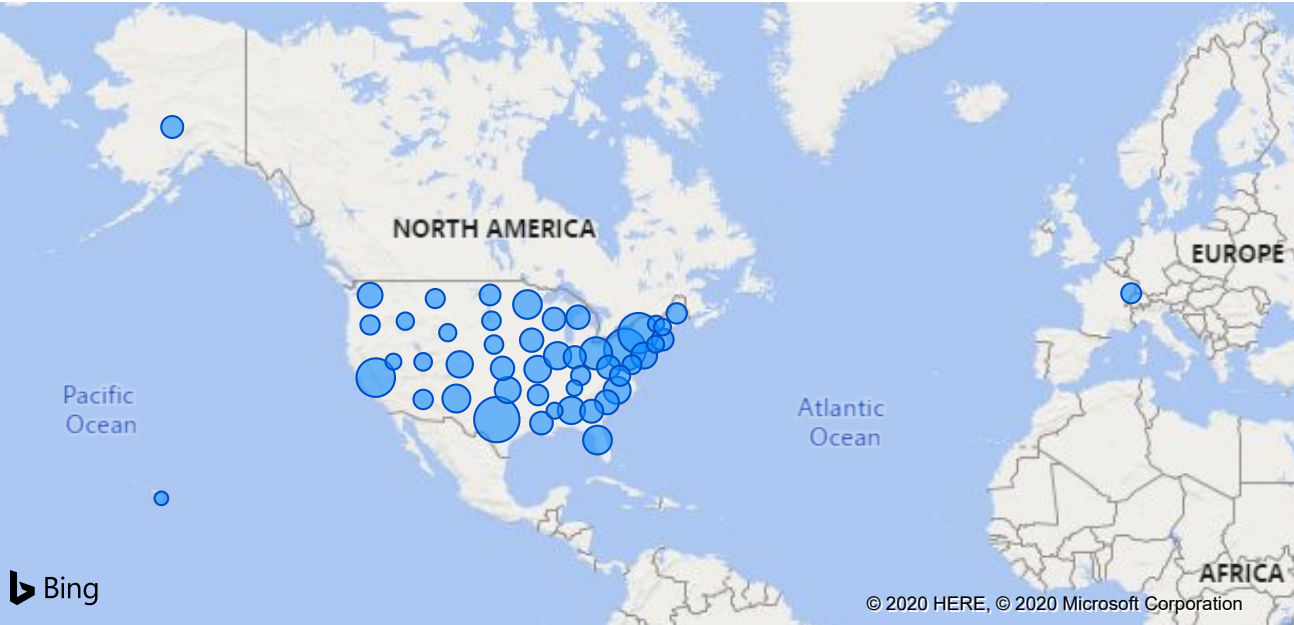 NORTH AMERICA
EUROPE
Pacific
Ocean
Atlantic
Ocean
AFRICA
Bing
© 2020 HERE, © 2020 Microsoft Corporation